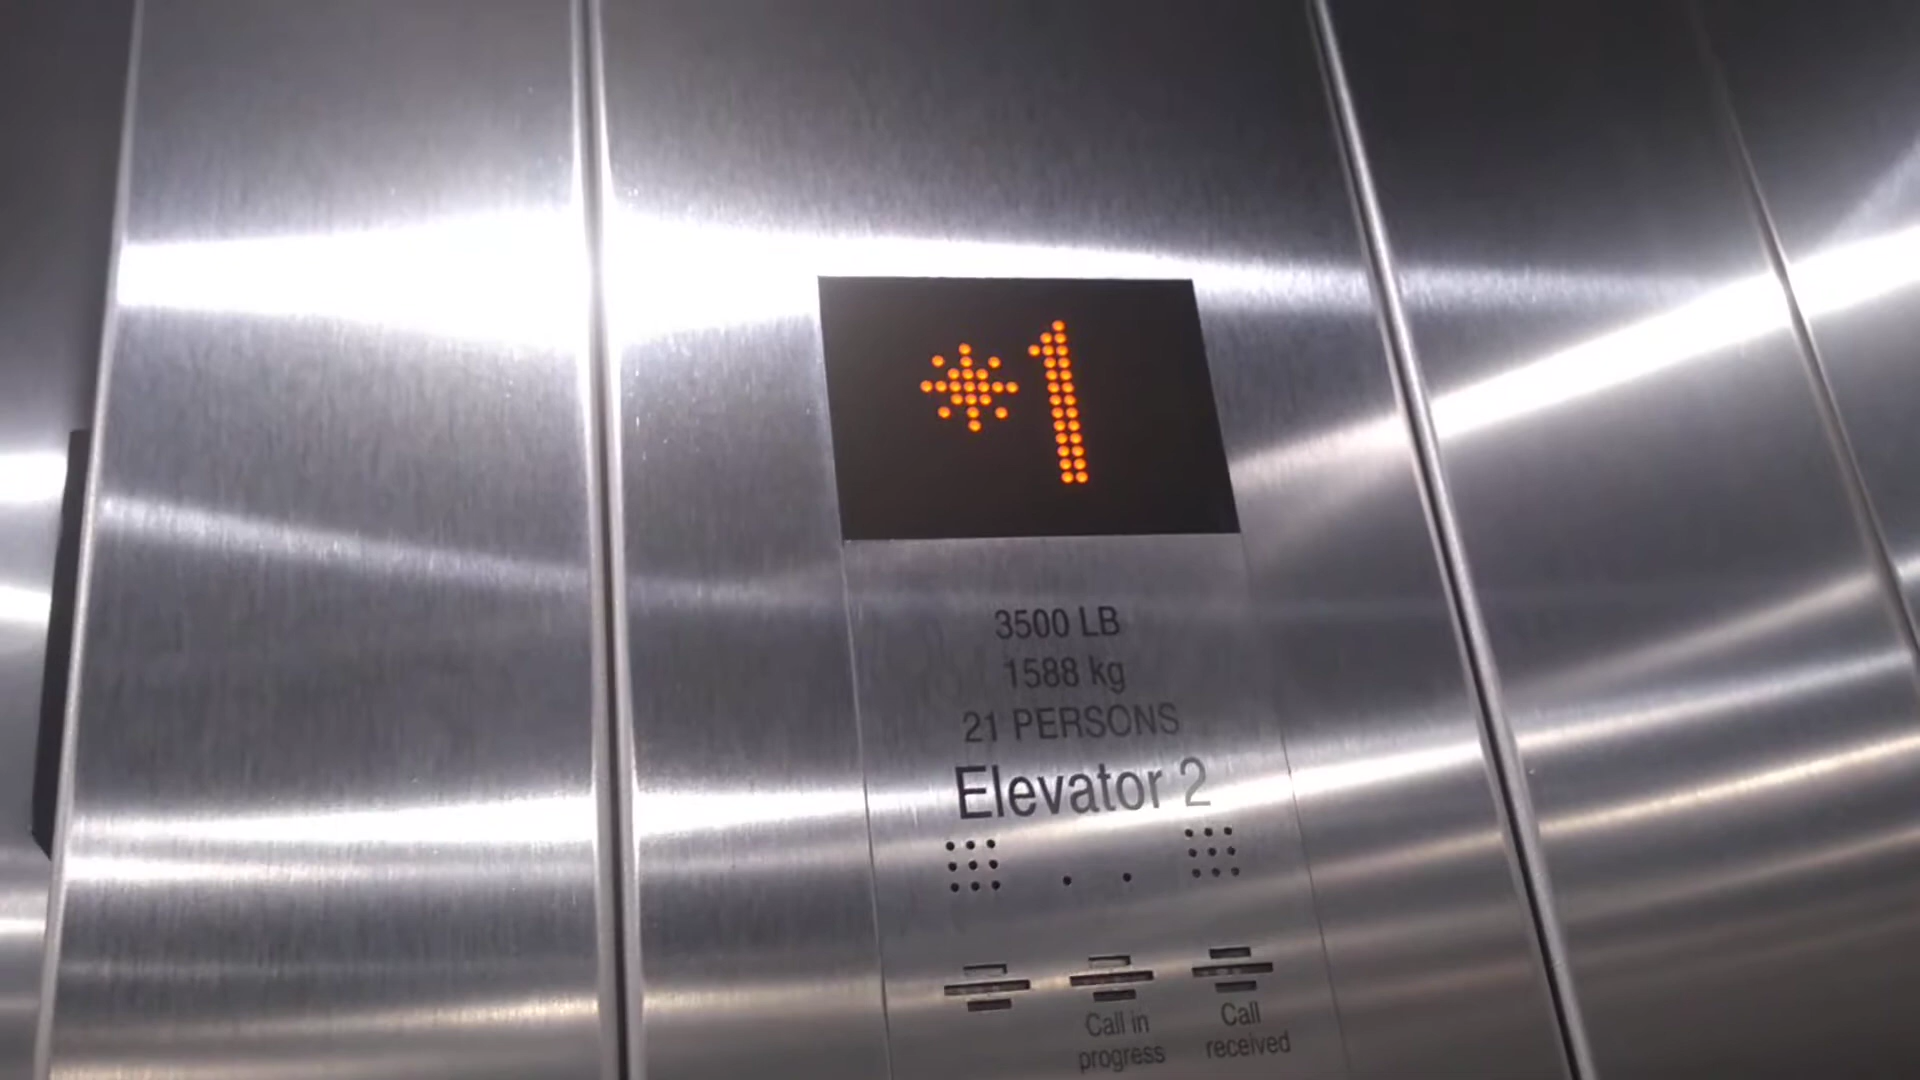 *1
3500 LB
1588 kg
21 PERSONS
Elevator 2
Call in
progress
Call
received